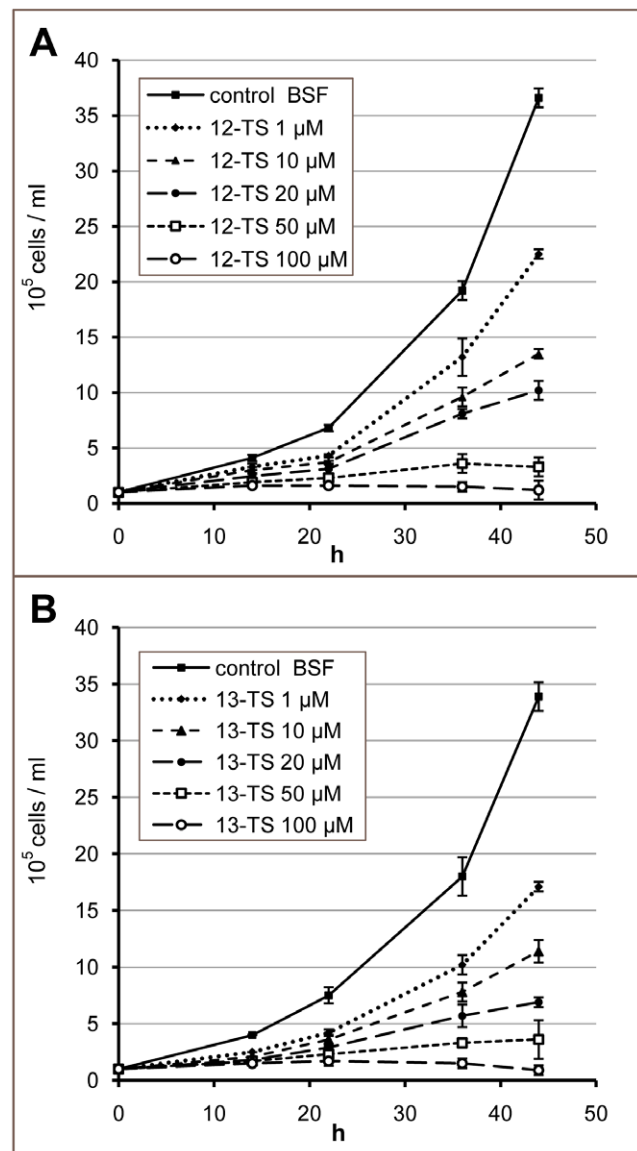 A
40
35
30
25
20
15
10
5
0
10⁵ cells / ml
control BSF
12-TS 1 µM
12-TS 10 µM
12-TS 20 µM
12-TS 50 µM
12-TS 100 µM
0 10 20 30 40 50
h
B
40
35
30
25
20
15
10
5
0
10⁵ cells / ml
control BSF
13-TS 1 µM
13-TS 10 µM
13-TS 20 µM
13-TS 50 µM
13-TS 100 µM
0 10 20 30 40 50
h